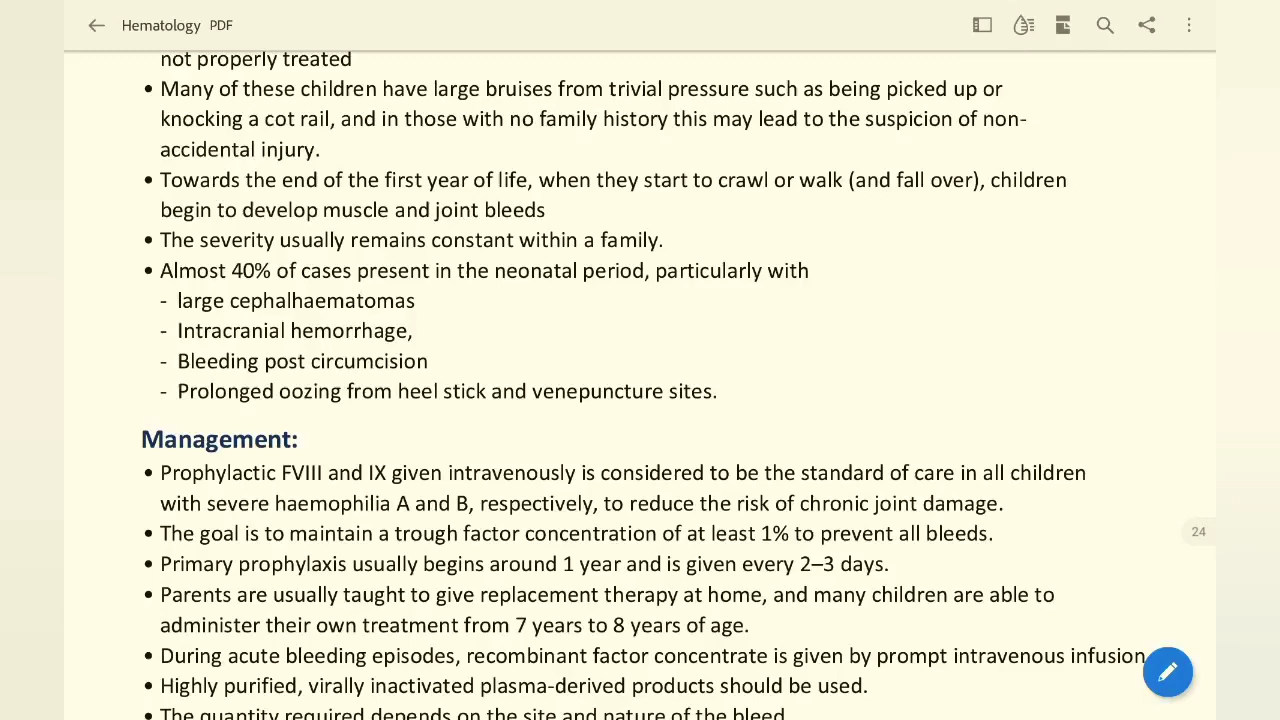 Hematology PDF
not properly treated
• Many of these children have large bruises from trivial pressure such as being picked up or
knocking a cot rail, and in those with no family history this may lead to the suspicion of non-
accidental injury.
• Towards the end of the first year of life, when they start to crawl or walk (and fall over), children
begin to develop muscle and joint bleeds
• The severity usually remains constant within a family.
• Almost 40% of cases present in the neonatal period, particularly with
- large cephalhaematomas
- Intracranial hemorrhage,
- Bleeding post circumcision
- Prolonged oozing from heel stick and venepuncture sites.
Management:
• Prophylactic FVIII and IX given intravenously is considered to be the standard of care in all children
with severe haemophilia A and B, respectively, to reduce the risk of chronic joint damage.
• The goal is to maintain a trough factor concentration of at least 1% to prevent all bleeds.
24
• Primary prophylaxis usually begins around 1 year and is given every 2–3 days.
• Parents are usually taught to give replacement therapy at home, and many children are able to
administer their own treatment from 7 years to 8 years of age.
• During acute bleeding episodes, recombinant factor concentrate is given by prompt intravenous infusion
• Highly purified, virally inactivated plasma-derived products should be used.
• The quantity required depends on the site and nature of the bleed